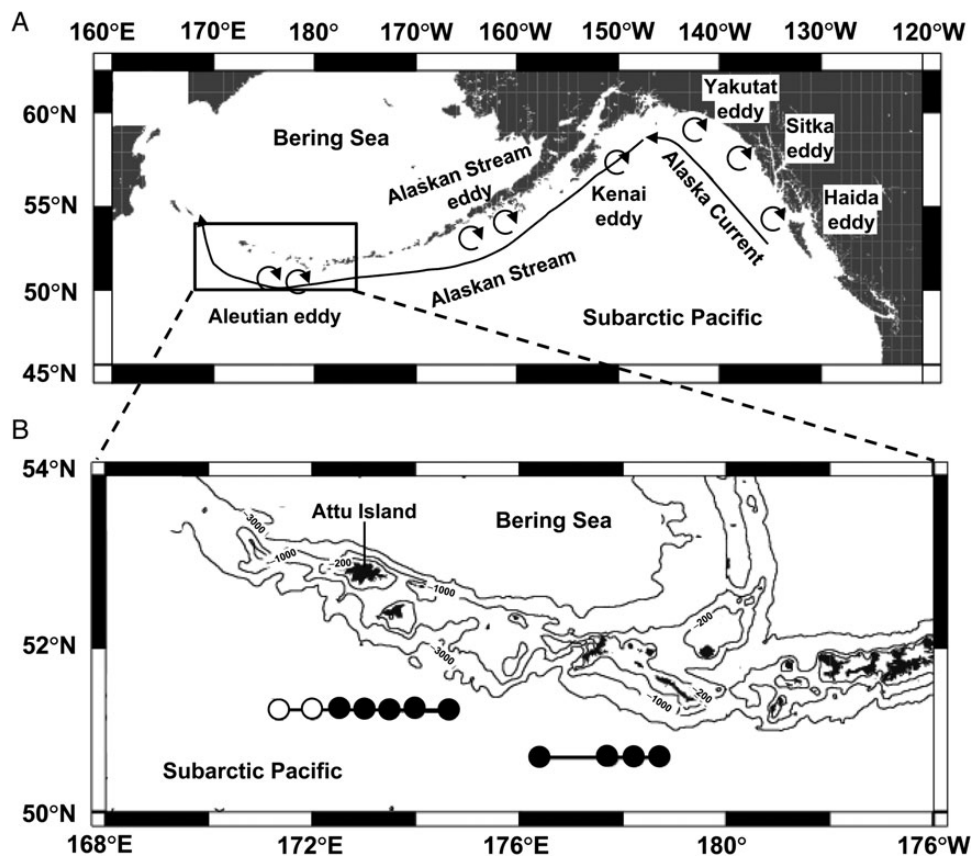 A
160°E 170°E 180° 170°W 160°W 150°W 140°W 130°W 120°W
60°N
55°N
50°N
45°N
Bering Sea
Alaskan Stream
eddy
Kenai
eddy
Yakutat
eddy
Sitka
eddy
Haida
eddy
Alaska Current
Alaskan Stream
Aleutian eddy
Subarctic Pacific
B
54°N
52°N
50°N
Attu Island
Bering Sea
-3000
-1000
-200
-1000
-3000
-200
-200
-1000
Subarctic Pacific
168°E 172°E 176°E 180° 176°W